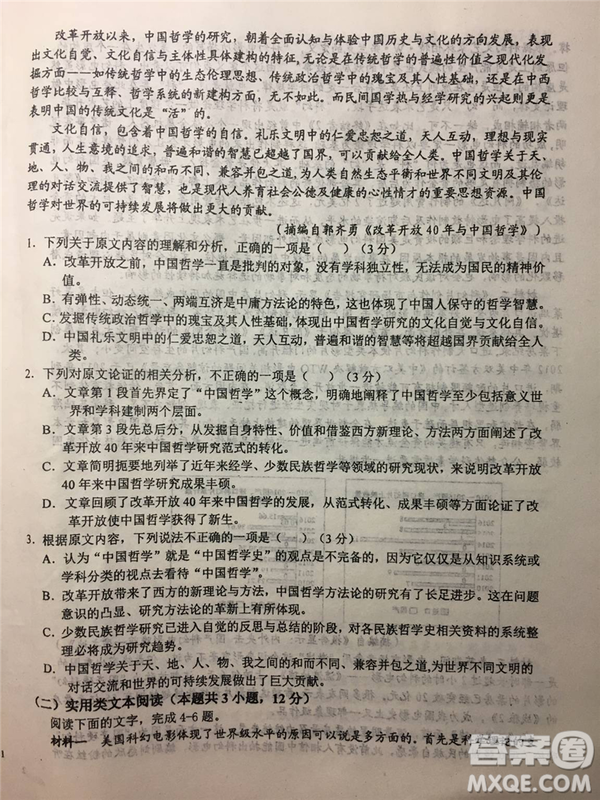 改革开放以来，中国哲学的研究，朝着全面认知与体验中国历史与文化的方向发展，表现
出文化自觉、文化自信与主体性具体建构的特征，无论是在传统哲学的普遍性价值之现代化发
掘方面——如传统哲学中的生态伦理思想、传统政治哲学中的瑰宝及其人性基础，还是在中西
哲学比较与互释、哲学系统的新建构方面，无不如此。而民间国学热与经学研究的兴起则更是
表明中国的传统文化是“活”的。
文化自信，包含着中国哲学的自信。礼乐文明中的仁爱忠恕之道，天人互动，理想与现实
贯通，人生意境的追求，普遍和谐的智慧已超越了国界，可以贡献给全人类。中国哲学关于天、
地、人、物、我之间的和而不同、兼容并包之道，为人类自然生态平衡和世界不同文明及其伦
理的对话交流提供了智慧，也是现代人养育社会公德及健康的心性情才的重要思想资源。中国
哲学对世界的可持续发展将做出更大的贡献。
（摘编自郭齐勇《改革开放40年与中国哲学》）
1. 下列关于原文内容的理解和分析，正确的一项是（ ）（3分）
A. 改革开放之前，中国哲学一直是批判的对象，没有学科独立性，无法成为国民的精神价
值。
B. 有弹性、动态统一、两端互济是中庸方法论的特色，这也体现了中国人保守的哲学智慧。
C. 发掘传统政治哲学中的瑰宝及其人性基础，体现出中国哲学研究的文化自觉与文化自信。
D. 中国礼乐文明中的仁爱忠恕之道，天人互动，普遍和谐的智慧等将超越国界贡献给全人
类。
2. 下列对原文论证的相关分析，不正确的一项是（ ）（3分）
A. 文章第1段首先界定了“中国哲学”这个概念，明确地阐释了中国哲学至少包括意义世
界和学科建制两个层面。
B. 文章第3段先总后分，从发掘自身特性、价值和借鉴西方新理论、方法两方面展示了改
革开放40年来中国哲学研究范式的转化。
C. 文章简明扼要地列举了近年来经学、少数民族哲学等领域的研究现状，来说明改革开放
40年来中国哲学研究成果丰硕。
D. 文章回顾了改革开放40年来中国哲学的发展，从范式转化、成果丰硕等方面论证了改
革开放使中国哲学获得了新生。
3. 根据原文内容，下列说法不正确的一项是（ ）（3分）
A. 认为“中国哲学”就是“中国哲学史”的观点是不完备的，因为它仅仅是从知识系统或
学科分类的视点去看待“中国哲学”。
B. 改革开放带来了西方的新理论与方法，中国哲学方法论的研究有了长足进步。这在问题
意识的凸显、研究方法论的革新上有所体现。
C. 少数民族哲学研究已进入自觉的反思与总结的阶段，对各民族哲学史相关资料的系统整
理必将成为研究趋势。
D. 中国哲学关于天、地、人、物、我之间的和而不同、兼容并包之道，为世界不同文明的
对话交流和世界的可持续发展做出了巨大贡献。
（二）实用类文本阅读（本题共3小题，12分）
阅读下面的文字，完成4-6题。
材料一 美国科幻电影体现了世界级水平的原因可以说是多方面的。首先是
答案圈
MXQE.COM